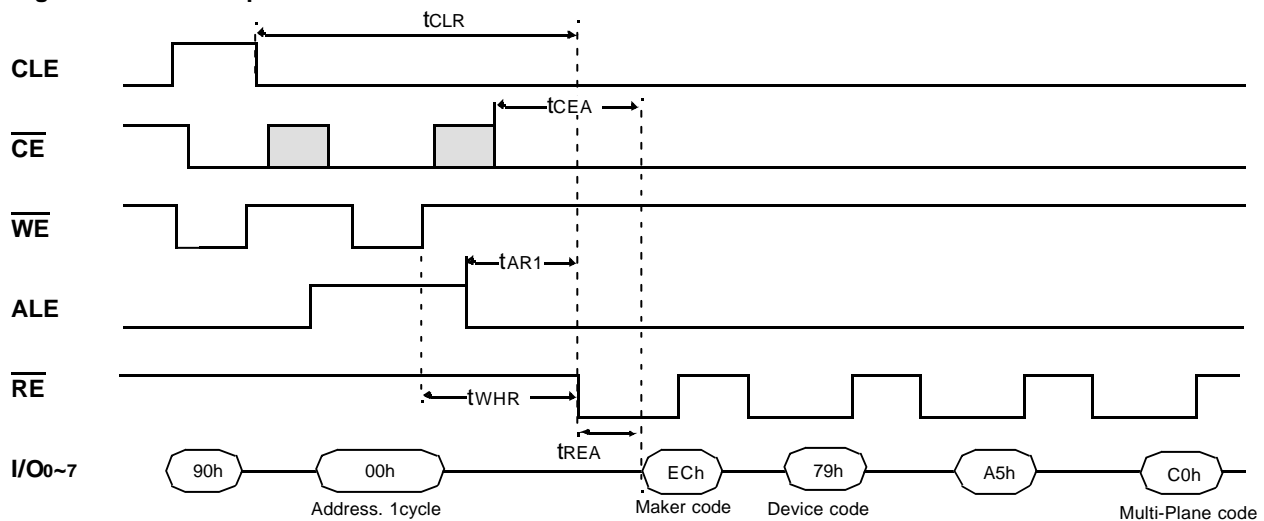 tCLR
CLE
tCEA
CE
WE
tAR1
ALE
RE
tWHR
tREA
I/O0~7 90h 00h ECh 79h A5h C0h
Address. 1cycle Maker code Device code Multi-Plane code